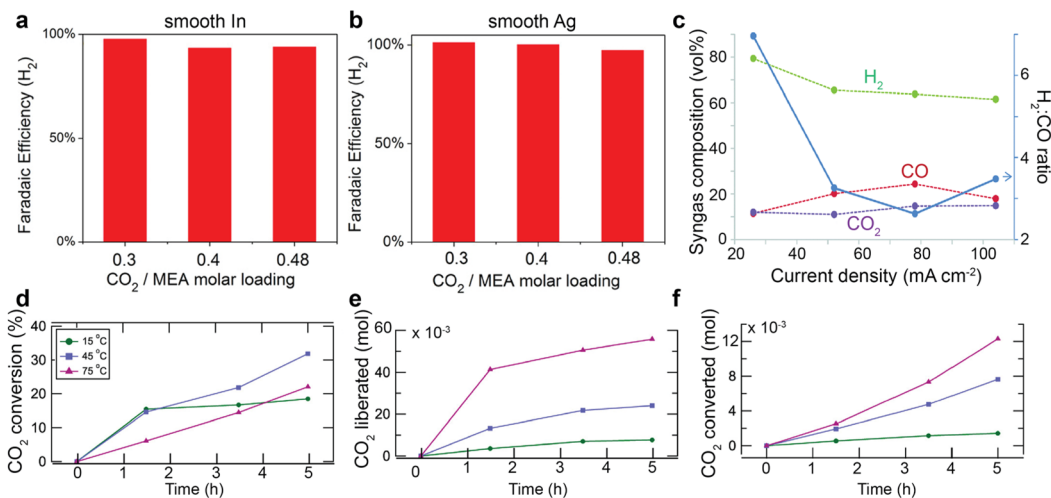 a
smooth In
Faradaic Efficiency (H2)
100%
50%
0%
0.3 0.4 0.48
CO2 / MEA molar loading
b
smooth Ag
Faradaic Efficiency (H2)
100%
50%
0%
0.3 0.4 0.48
CO2 / MEA molar loading
c
Syngas composition (vol%)
80
60
40
20
0
H2
CO
CO2
6
4
2
H2:CO ratio
20 40 60 80 100
Current density (mA cm-2)
d
CO2 conversion (%)
40
30
20
10
0
15 °C
45 °C
75 °C
0 1 2 3 4 5
Time (h)
e
x 10-3
CO2 liberated (mol)
60
40
20
0
0 1 2 3 4 5
Time (h)
f
x 10-3
CO2 converted (mol)
12
8
4
0
0 1 2 3 4 5
Time (h)